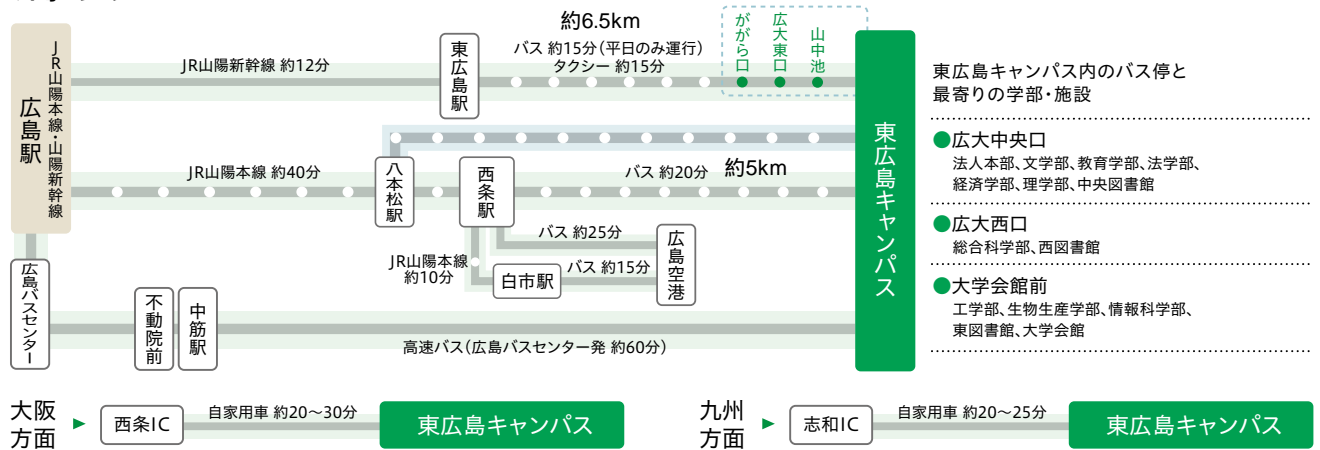 約6.5km
ががら口
広大東口
山中池
JR山陽本線・山陽新幹線
広島駅
JR山陽新幹線 約12分
東広島駅
バス 約15分(平日のみ運行)
タクシー 約15分
東広島キャンパス
JR山陽本線 約40分
八本松駅
西条駅
バス 約20分
約5km
バス 約25分
広島空港
JR山陽本線
約10分
白市駅
バス 約15分
広島バスセンター
不動院前
中筋駅
高速バス(広島バスセンター発 約60分)
東広島キャンパス内のバス停と
最寄りの学部・施設
●広大中央口
法人本部、文学部、教育学部、法学部、
経済学部、理学部、中央図書館
●広大西口
総合科学部、西図書館
●大学会館前
工学部、生物生産学部、情報科学部、
東図書館、大学会館
大阪
方面
西条IC
自家用車 約20～30分
東広島キャンパス
九州
方面
志和IC
自家用車 約20～25分
東広島キャンパス